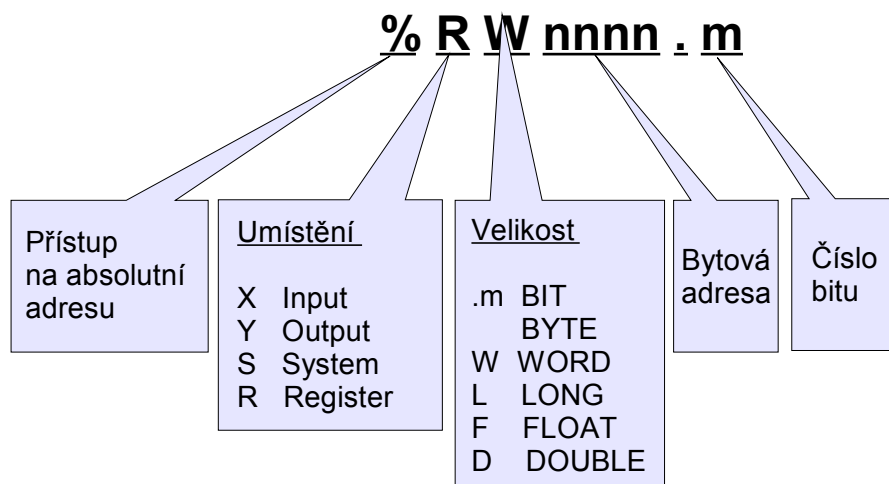 % R W nnnn . m
Přístup
na absolutní
adresu
Umístění
X Input
Y Output
S System
R Register
Velikost
.m BIT
BYTE
W WORD
L LONG
F FLOAT
D DOUBLE
Bytová
adresa
Číslo
bitu